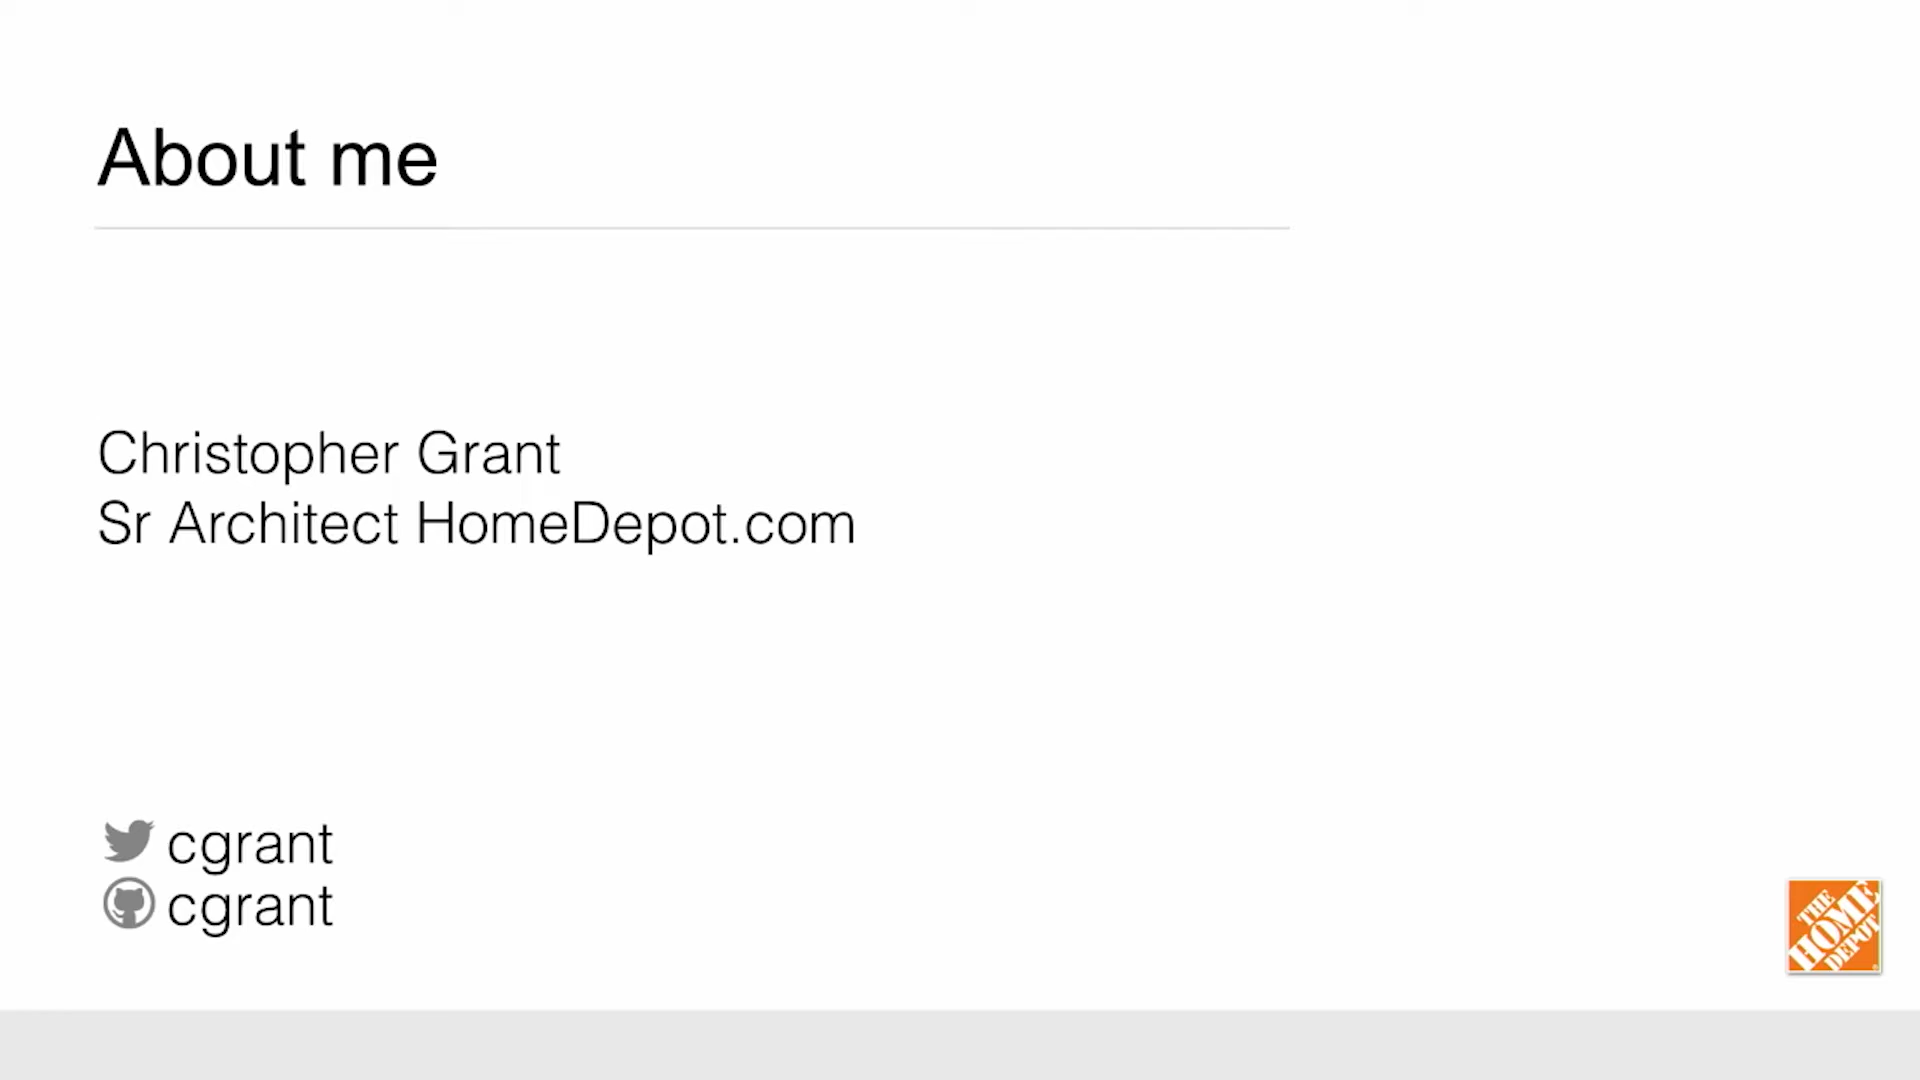 About me
Christopher Grant
Sr Architect HomeDepot.com
cgrant
cgrant
THE
HOME
DEPOT